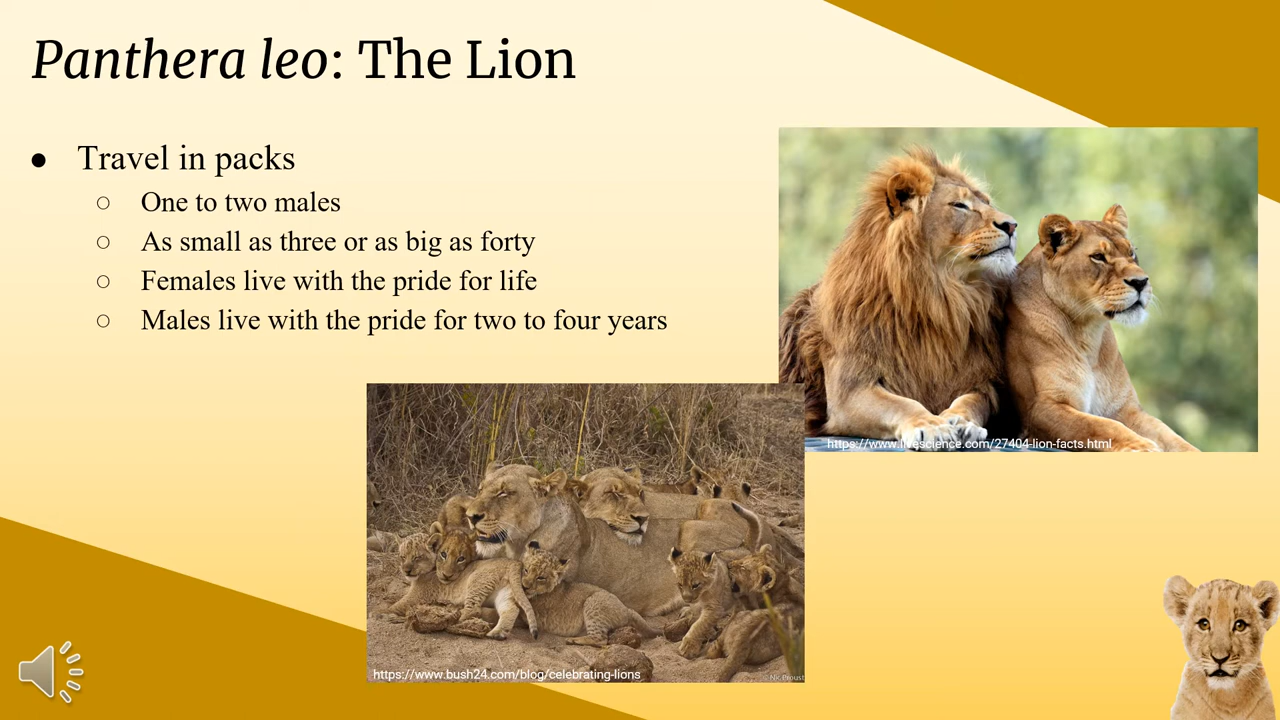 Panthera leo: The Lion
● Travel in packs
○ One to two males
○ As small as three or as big as forty
○ Females live with the pride for life
○ Males live with the pride for two to four years
https://www.livescience.com/27404-lion-facts.html
https://www.bush24.com/blog/celebrating-lions